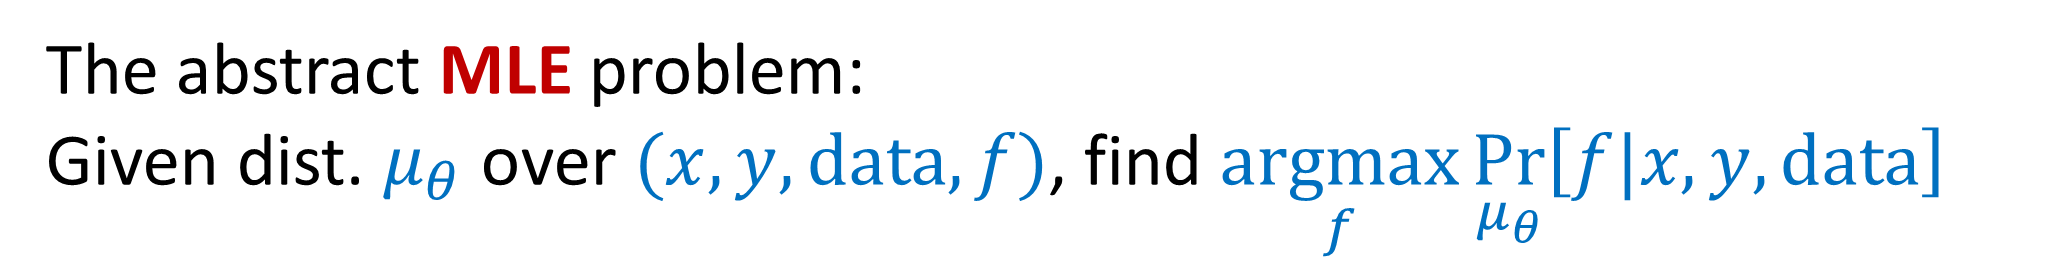 The abstract MLE problem:
Given dist. μ_θ over (x, y, data, f), find argmax_f Pr_{μ_θ}[f|x, y, data]